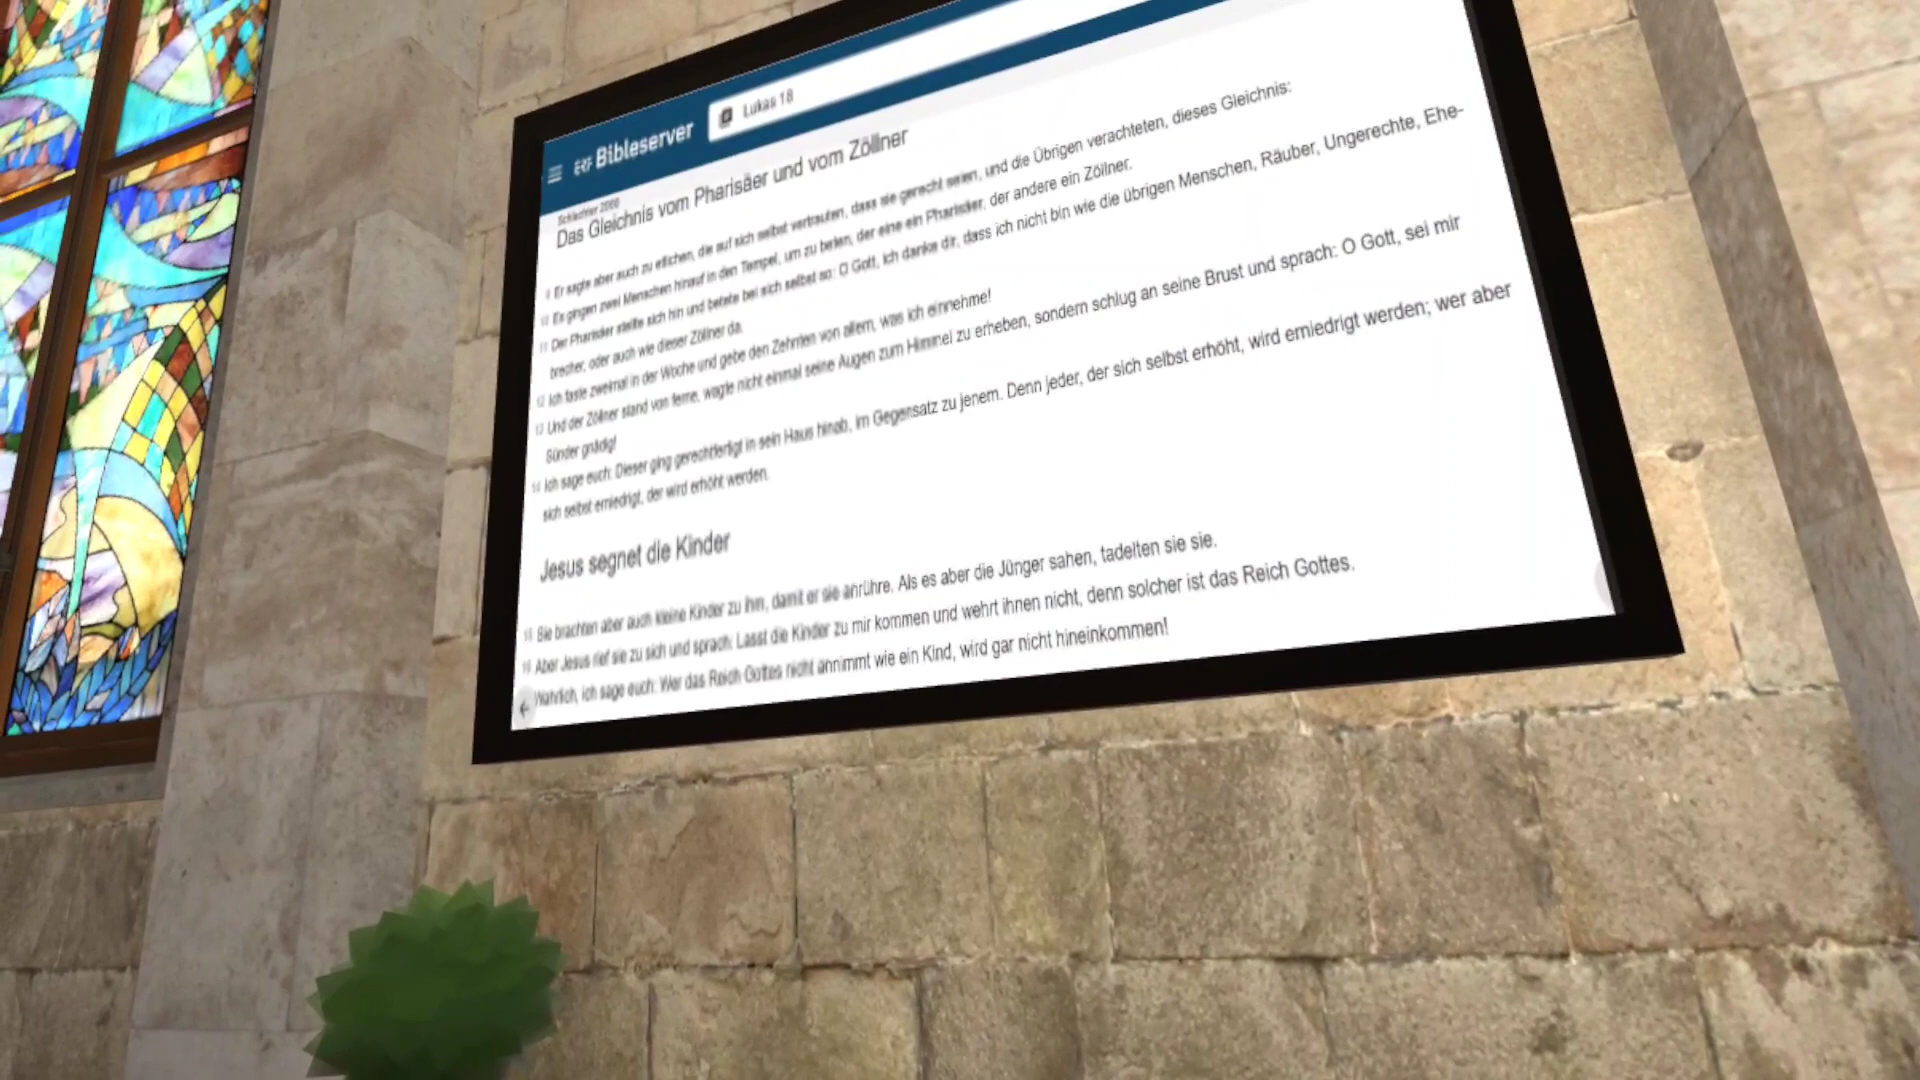 ERF Bibleserver
Lukas 18
Schlachter 2000
Das Gleichnis vom Pharisäer und vom Zöllner
9 Er sagte aber auch zu etlichen, die auf sich selbst vertrauten, dass sie gerecht seien, und die Übrigen verachteten, dieses Gleichnis:
10 Es gingen zwei Menschen hinauf in den Tempel, um zu beten, der eine ein Pharisäer, der andere ein Zöllner.
11 Der Pharisäer stellte sich hin und betete bei sich selbst so: O Gott, ich danke dir, dass ich nicht bin wie die übrigen Menschen, Räuber, Ungerechte, Ehe-
brecher, oder auch wie dieser Zöllner da.
12 Ich faste zweimal in der Woche und gebe den Zehnten von allem, was ich einnehme!
13 Und der Zöllner stand von ferne, wagte nicht einmal seine Augen zum Himmel zu erheben, sondern schlug an seine Brust und sprach: O Gott, sei mir
Sünder gnädig!
14 Ich sage euch: Dieser ging gerechtfertigt in sein Haus hinab, im Gegensatz zu jenem. Denn jeder, der sich selbst erhöht, wird erniedrigt werden; wer aber
sich selbst erniedrigt, der wird erhöht werden.
Jesus segnet die Kinder
15 Sie brachten aber auch kleine Kinder zu ihm, damit er sie anrühre. Als es aber die Jünger sahen, tadelten sie sie.
16 Aber Jesus rief sie zu sich und sprach: Lasst die Kinder zu mir kommen und wehrt ihnen nicht, denn solcher ist das Reich Gottes.
Wahrlich, ich sage euch: Wer das Reich Gottes nicht annimmt wie ein Kind, wird gar nicht hineinkommen!